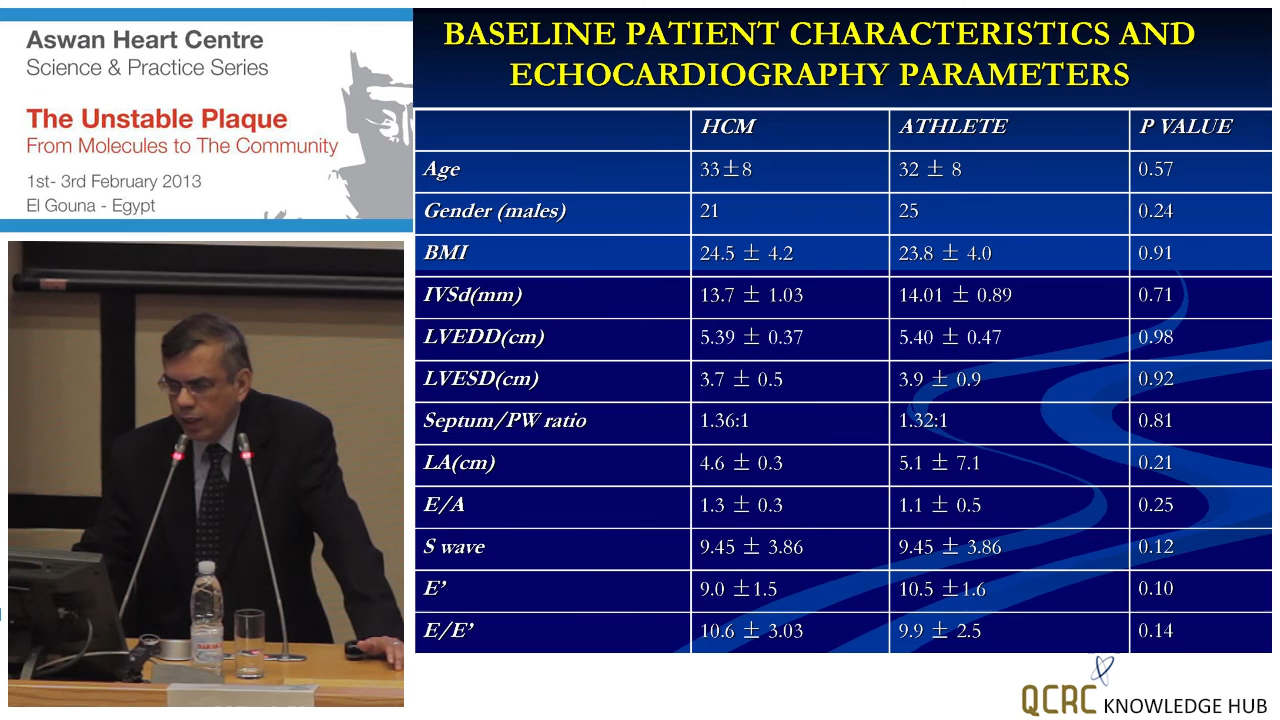 Aswan Heart Centre
Science & Practice Series
The Unstable Plaque
From Molecules to The Community
1st- 3rd February 2013
El Gouna - Egypt
BASELINE PATIENT CHARACTERISTICS AND
ECHOCARDIOGRAPHY PARAMETERS
HCM ATHLETE P VALUE
Age 33±8 32 ± 8 0.57
Gender (males) 21 25 0.24
BMI 24.5 ± 4.2 23.8 ± 4.0 0.91
IVSd(mm) 13.7 ± 1.03 14.01 ± 0.89 0.71
LVEDD(cm) 5.39 ± 0.37 5.40 ± 0.47 0.98
LVESD(cm) 3.7 ± 0.5 3.9 ± 0.9 0.92
Septum/PW ratio 1.36:1 1.32:1 0.81
LA(cm) 4.6 ± 0.3 5.1 ± 7.1 0.21
E/A 1.3 ± 0.3 1.1 ± 0.5 0.25
S wave 9.45 ± 3.86 9.45 ± 3.86 0.12
E’ 9.0 ±1.5 10.5 ±1.6 0.10
E/E’ 10.6 ± 3.03 9.9 ± 2.5 0.14
QCRC KNOWLEDGE HUB